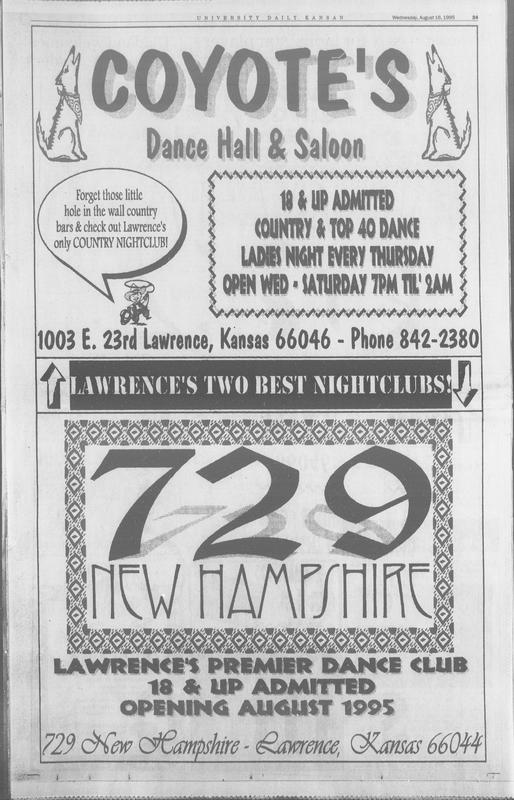 UNIVERSITY DAILY KANSAN
Wednesday, August 16, 1995
COYOTE'S
Dance Hall & Saloon
Forget those little
hole in the wall country
bars & check out Lawrence's
only COUNTRY NIGHTCLUB!
18 & UP ADMITTED
COUNTRY & TOP 40 DANCE
LADIES NIGHT EVERY THURSDAY
OPEN WED - SATURDAY 7PM TIL' 2AM
1003 E. 23rd Lawrence, Kansas 66046 - Phone 842-2380
LAWRENCE'S TWO BEST NIGHTCLUBS!
729
NEW HAMPSHIRE
LAWRENCE'S PREMIER DANCE CLUB
18 & UP ADMITTED
OPENING AUGUST 1995
729 New Hampshire - Lawrence, Kansas 66044